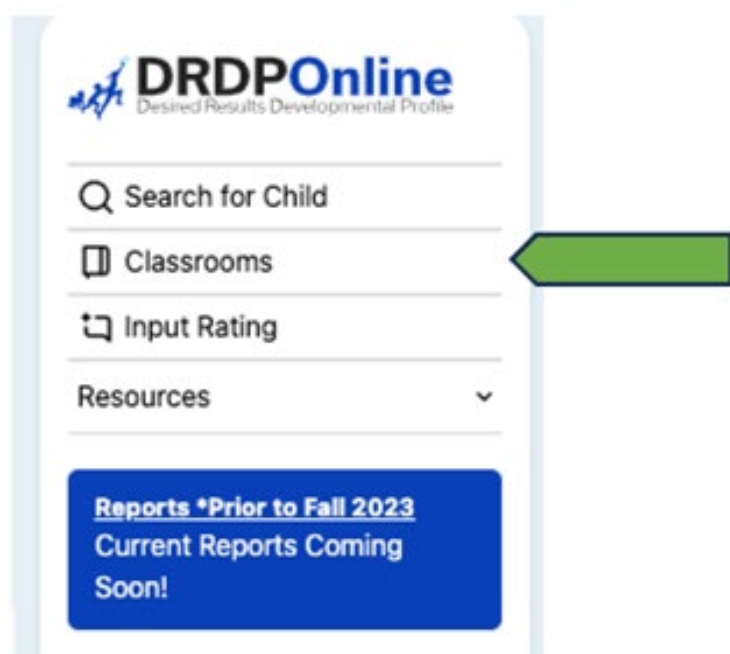 DRDPOnline
Desired Results Developmental Profile
Search for Child
Classrooms
Input Rating
Resources
Reports *Prior to Fall 2023
Current Reports Coming
Soon!